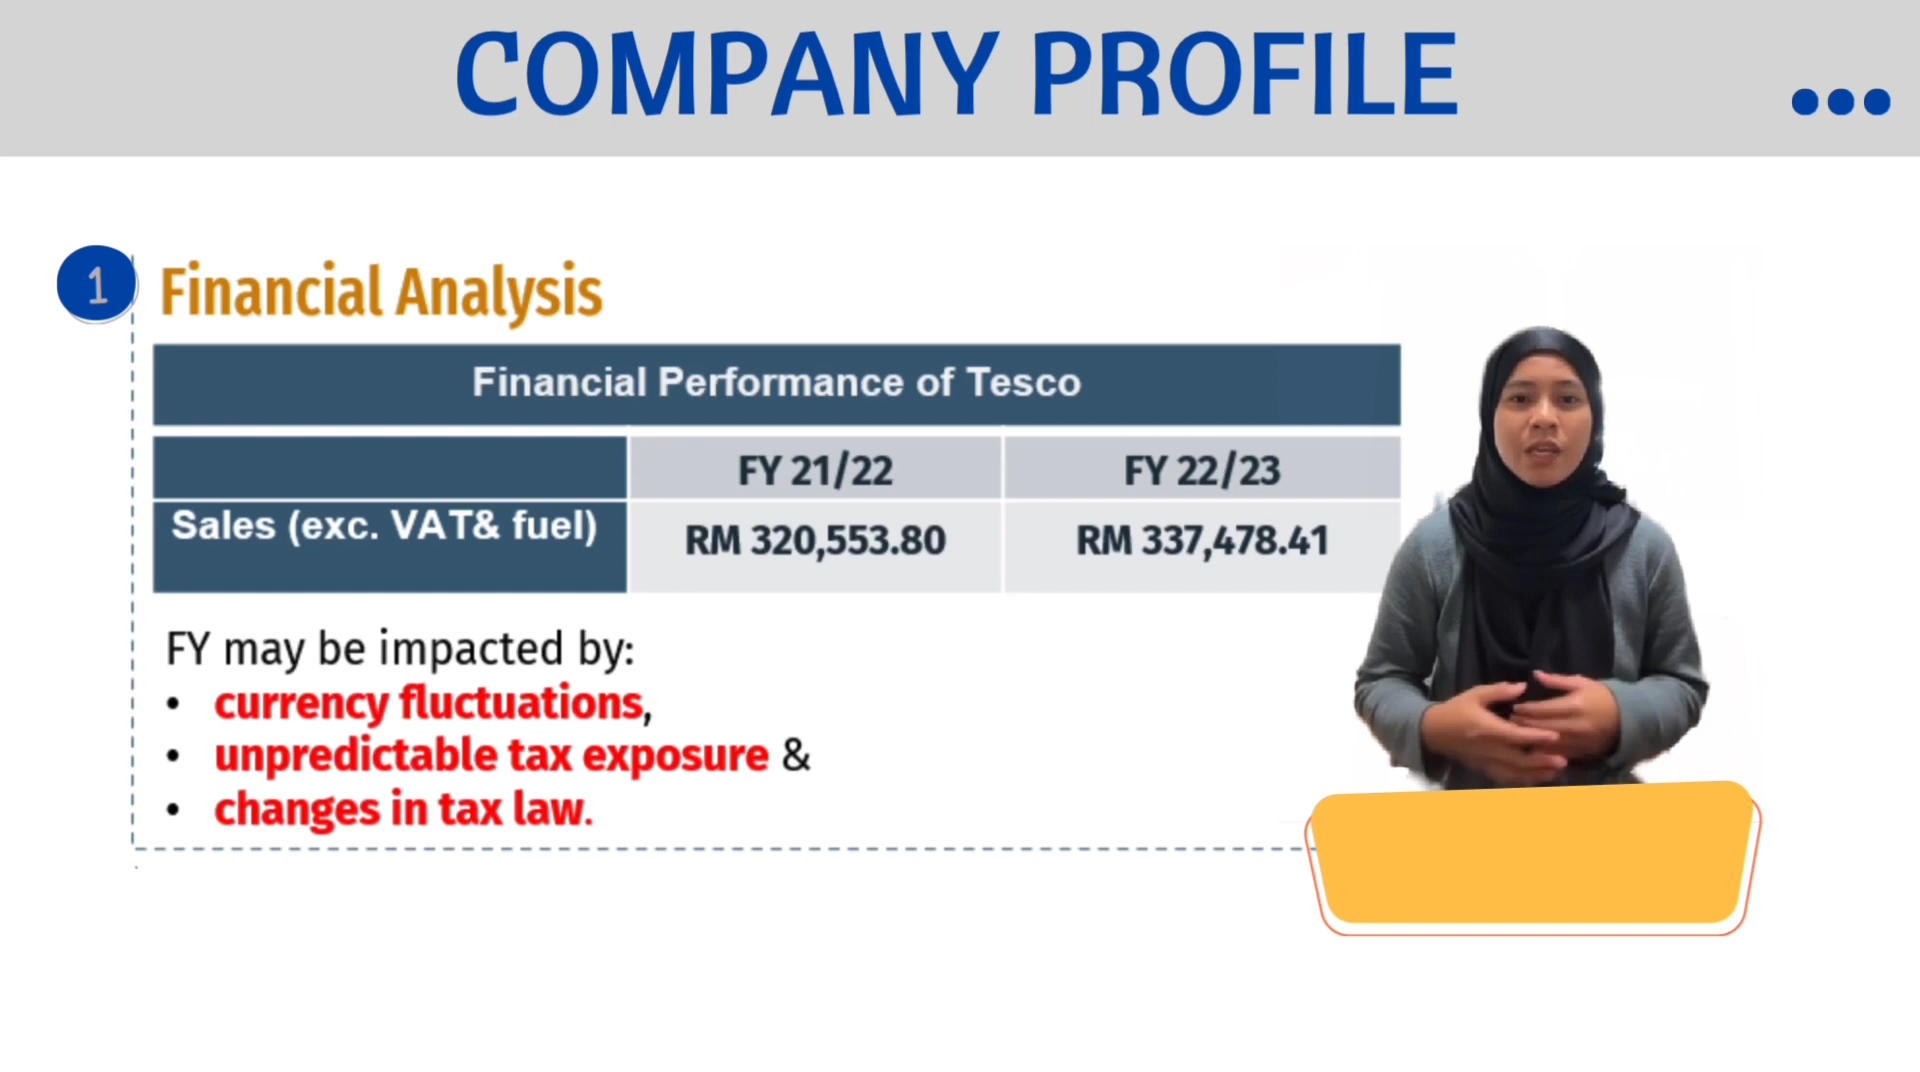 COMPANY PROFILE
1
Financial Analysis
Financial Performance of Tesco
FY 21/22
FY 22/23
Sales (exc. VAT& fuel)
RM 320,553.80
RM 337,478.41
FY may be impacted by:
• currency fluctuations,
• unpredictable tax exposure &
• changes in tax law.